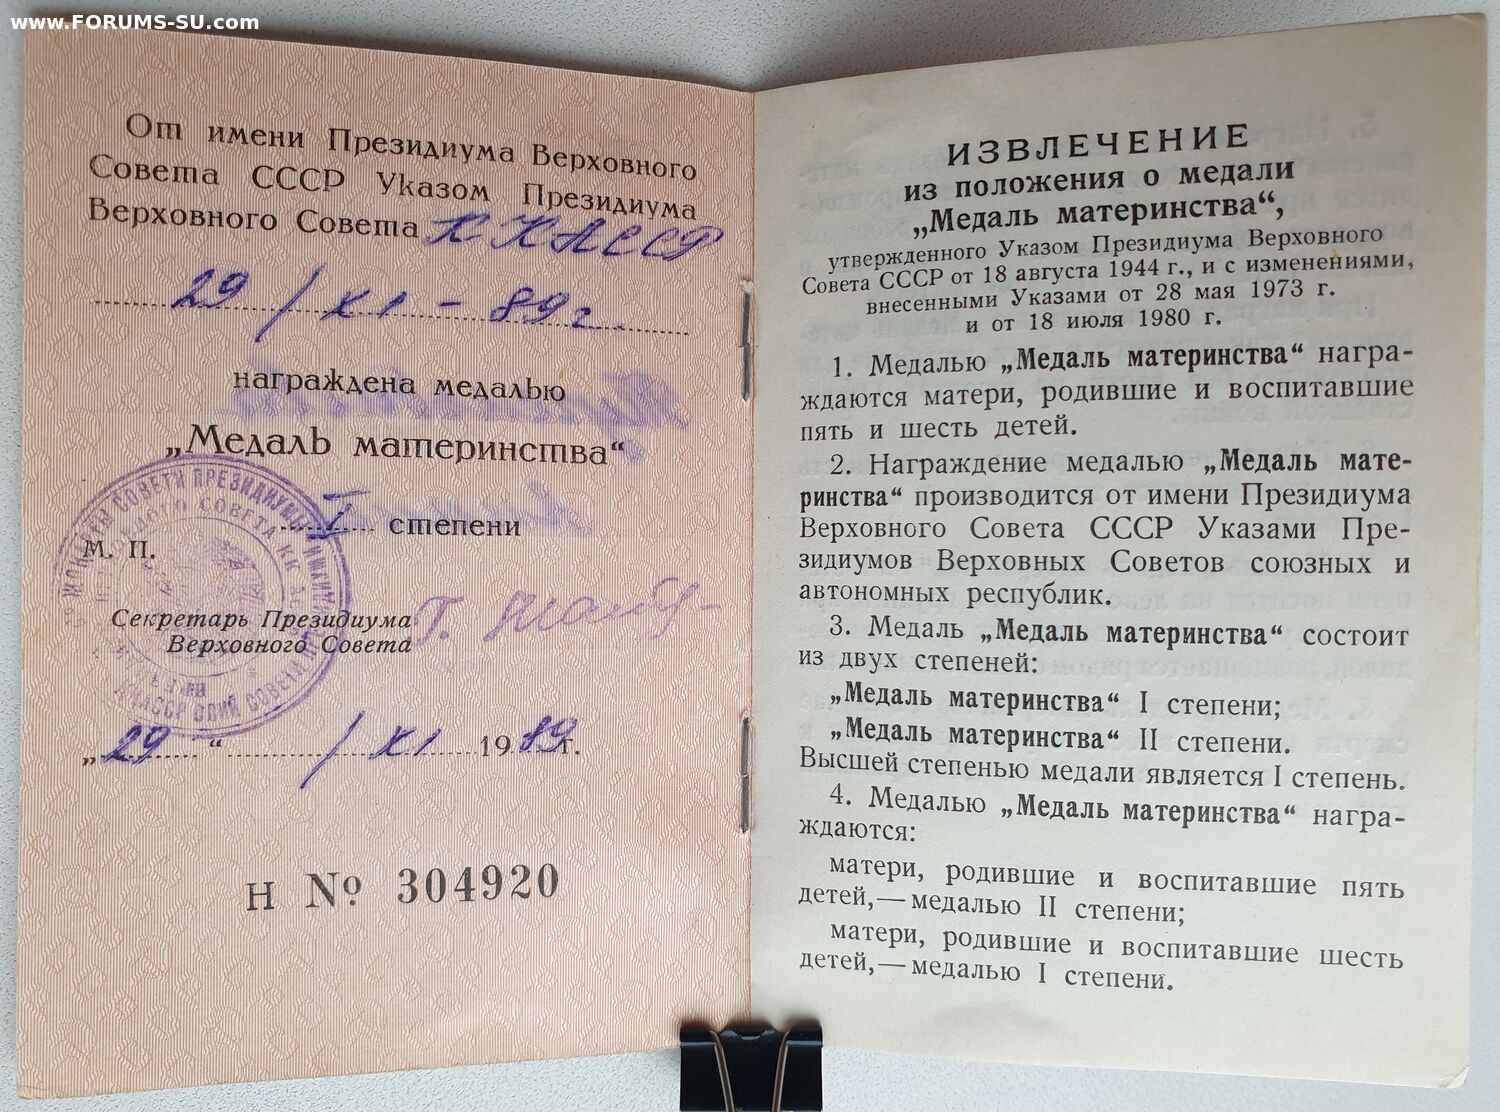 www.FORUMS-SU.com
От имени Президиума Верховного
Совета СССР Указом Президиума
Верховного Совета ККАССР
29 / XI - 89 г.
награждена медалью
„Медаль материнства“
I степени
М. П.
Секретарь Президиума
Верховного Совета
„29“ / XI 1989 г.
Н № 304920
ИЗВЛЕЧЕНИЕ
из положения о медали
„Медаль материнства“,
утвержденного Указом Президиума Верховного
Совета СССР от 18 августа 1944 г., и с изменениями,
внесенными Указами от 28 мая 1973 г.
и от 18 июля 1980 г.
1. Медалью „Медаль материнства“ награ-
ждаются матери, родившие и воспитавшие
пять и шесть детей.
2. Награждение медалью „Медаль мате-
ринства“ производится от имени Президиума
Верховного Совета СССР Указами Пре-
зидиумов Верховных Советов союзных и
автономных республик.
3. Медаль „Медаль материнства“ состоит
из двух степеней:
„Медаль материнства“ I степени;
„Медаль материнства“ II степени.
Высшей степенью медали является I степень.
4. Медалью „Медаль материнства“ награ-
ждаются:
матери, родившие и воспитавшие пять
детей,—медалью II степени;
матери, родившие и воспитавшие шесть
детей,—медалью I степени.